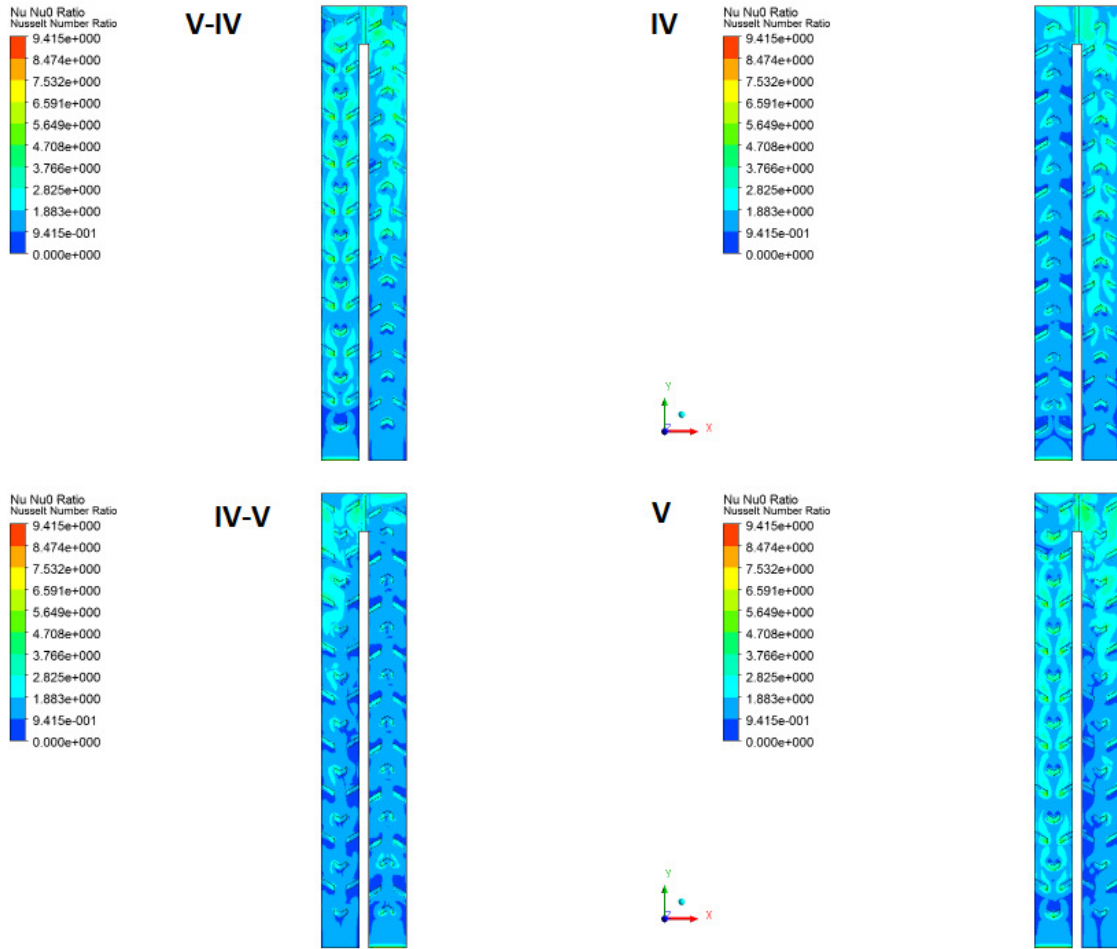 Nu Nu0 Ratio
Nusselt Number Ratio
9.415e+000
8.474e+000
7.532e+000
6.591e+000
5.649e+000
4.708e+000
3.766e+000
2.825e+000
1.883e+000
9.415e-001
0.000e+000
V-IV
Nu Nu0 Ratio
Nusselt Number Ratio
9.415e+000
8.474e+000
7.532e+000
6.591e+000
5.649e+000
4.708e+000
3.766e+000
2.825e+000
1.883e+000
9.415e-001
0.000e+000
IV
Y
Z
X
Nu Nu0 Ratio
Nusselt Number Ratio
9.415e+000
8.474e+000
7.532e+000
6.591e+000
5.649e+000
4.708e+000
3.766e+000
2.825e+000
1.883e+000
9.415e-001
0.000e+000
IV-V
Nu Nu0 Ratio
Nusselt Number Ratio
9.415e+000
8.474e+000
7.532e+000
6.591e+000
5.649e+000
4.708e+000
3.766e+000
2.825e+000
1.883e+000
9.415e-001
0.000e+000
V
Y
Z
X